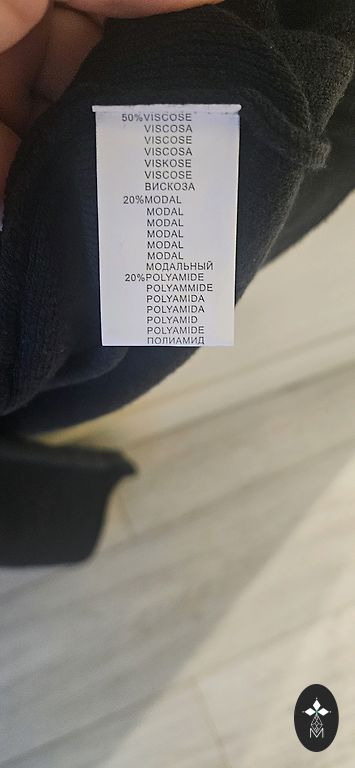 50%VISCOSE
VISCOSA
VISCOSE
VISCOSA
VISKOSE
VISCOSE
ВИСКОЗА
20%MODAL
MODAL
MODAL
MODAL
MODAL
MODAL
МОДАЛЬНЫЙ
20%POLYAMIDE
POLYAMMIDE
POLYAMIDA
POLYAMIDA
POLYAMID
POLYAMIDE
ПОЛИАМИД
M